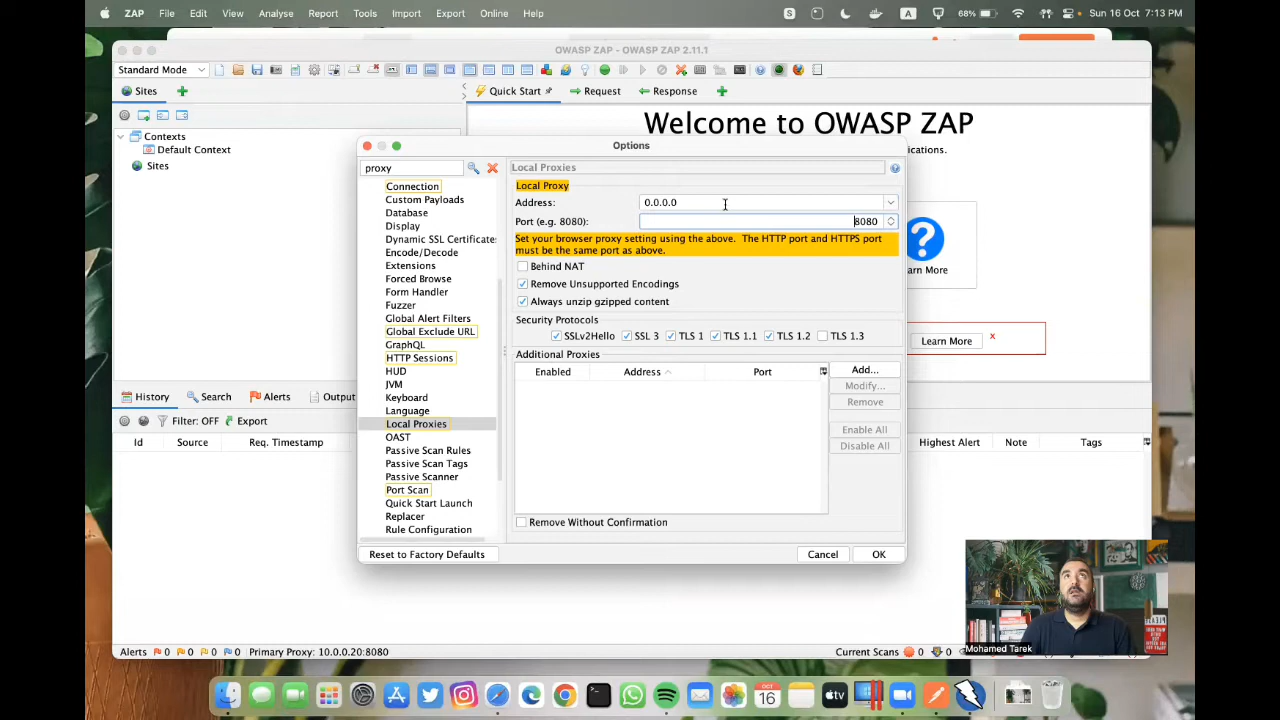 ZAP File Edit View Analyse Report Tools Import Export Online Help A 68% Sun 16 Oct 7:13 PM
OWASP ZAP - OWASP ZAP 2.11.1
Standard Mode
Sites Quick Start Request Response
Contexts
Default Context
Sites
Welcome to OWASP ZAP
ications.
arn More
Learn More x
Options
proxy
Connection
Custom Payloads
Database
Display
Dynamic SSL Certificate
Encode/Decode
Extensions
Forced Browse
Form Handler
Fuzzer
Global Alert Filters
Global Exclude URL
GraphQL
HTTP Sessions
HUD
JVM
Keyboard
Language
Local Proxies
OAST
Passive Scan Rules
Passive Scan Tags
Passive Scanner
Port Scan
Quick Start Launch
Replacer
Rule Configuration
Local Proxies
Local Proxy
Address: 0.0.0.0
Port (e.g. 8080): 8080
Set your browser proxy setting using the above. The HTTP port and HTTPS port
must be the same port as above.
Behind NAT
Remove Unsupported Encodings
Always unzip gzipped content
Security Protocols
SSLv2Hello SSL 3 TLS 1 TLS 1.1 TLS 1.2 TLS 1.3
Additional Proxies
Enabled Address Port
Add...
Modify...
Remove
Enable All
Disable All
Remove Without Confirmation
Reset to Factory Defaults Cancel OK
History Search Alerts Output
Filter: OFF Export
Id Source Req. Timestamp Highest Alert Note Tags
Alerts 0 0 0 0 Primary Proxy: 10.0.0.20:8080 Current Scans 0 0
Mohamed Tarek
OCT
16
tv